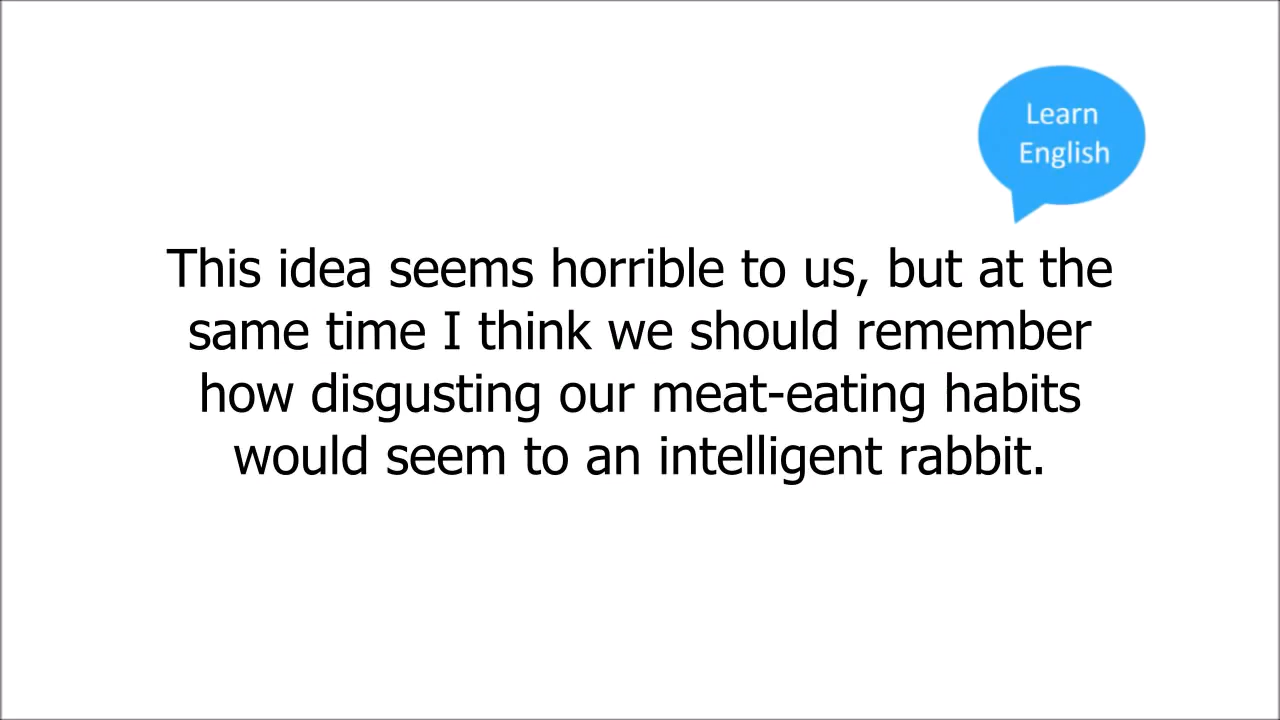 Learn
English
This idea seems horrible to us, but at the
same time I think we should remember
how disgusting our meat-eating habits
would seem to an intelligent rabbit.